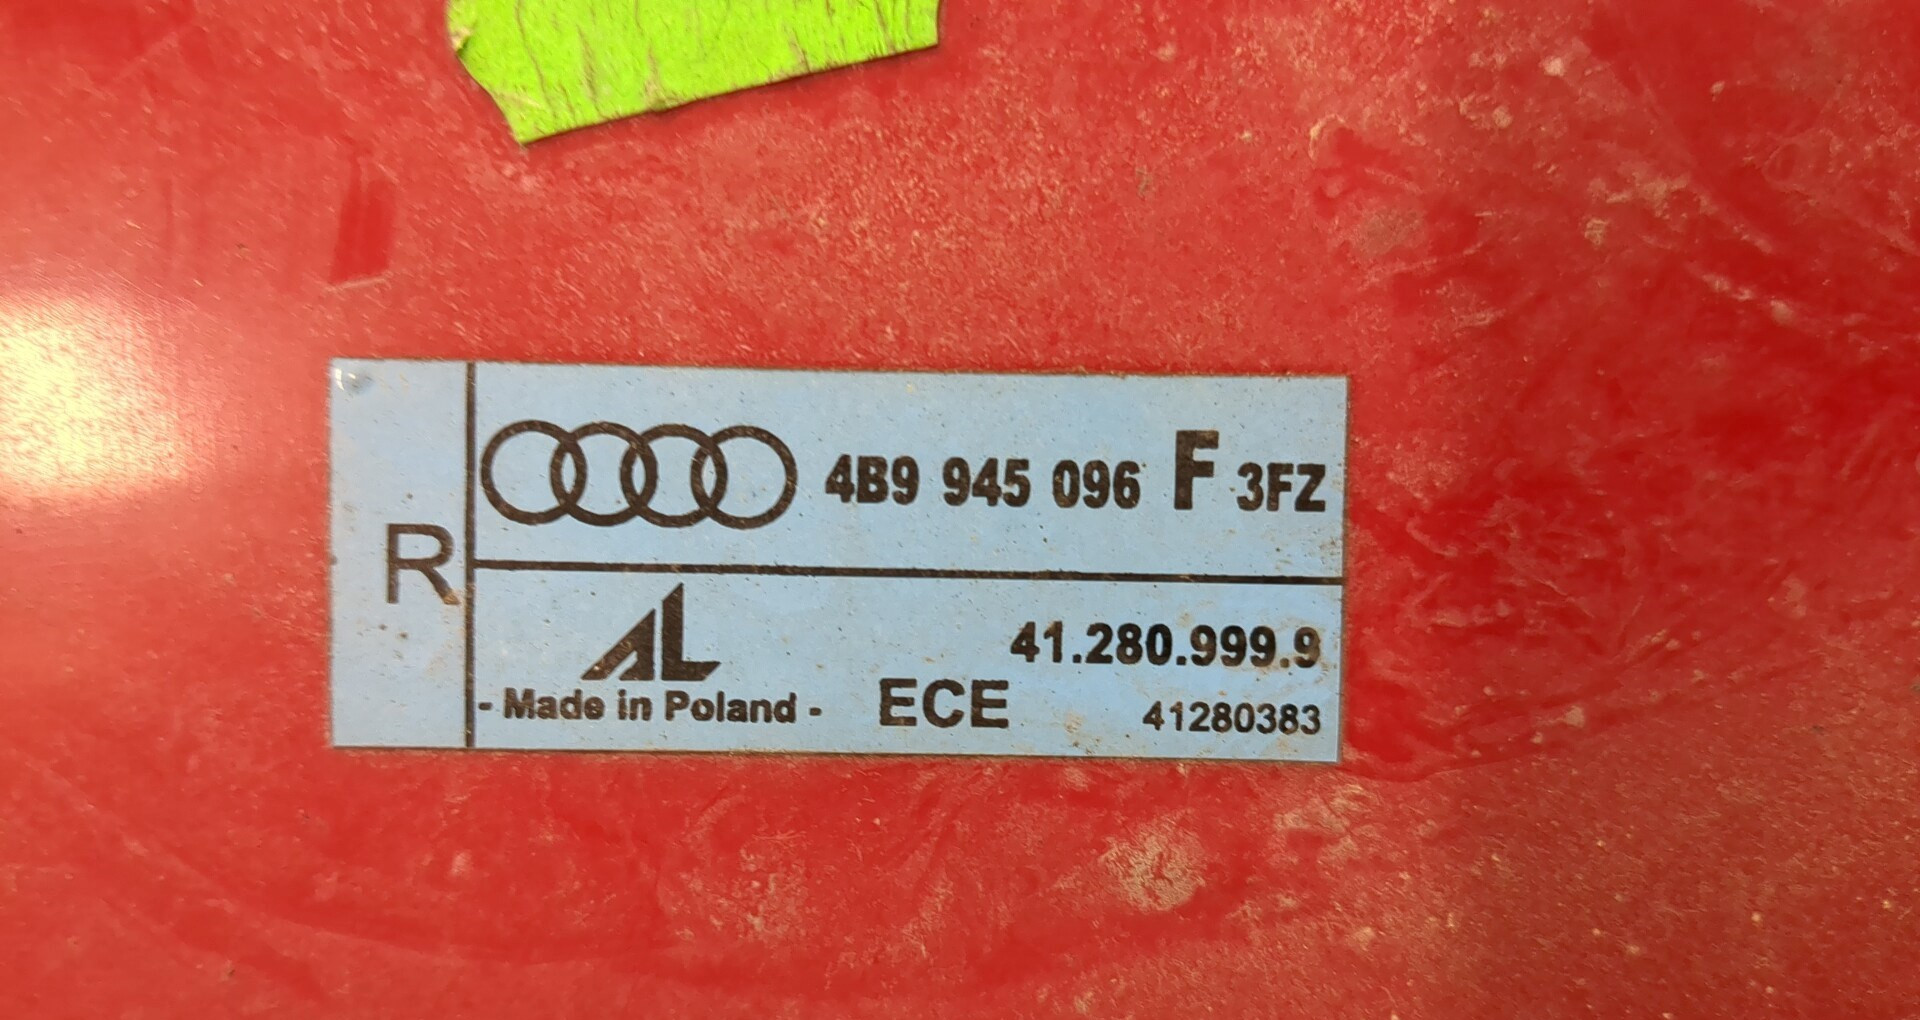 R
4B9 945 096 F 3FZ
AL
41.280.999.9
- Made in Poland - ECE 41280383